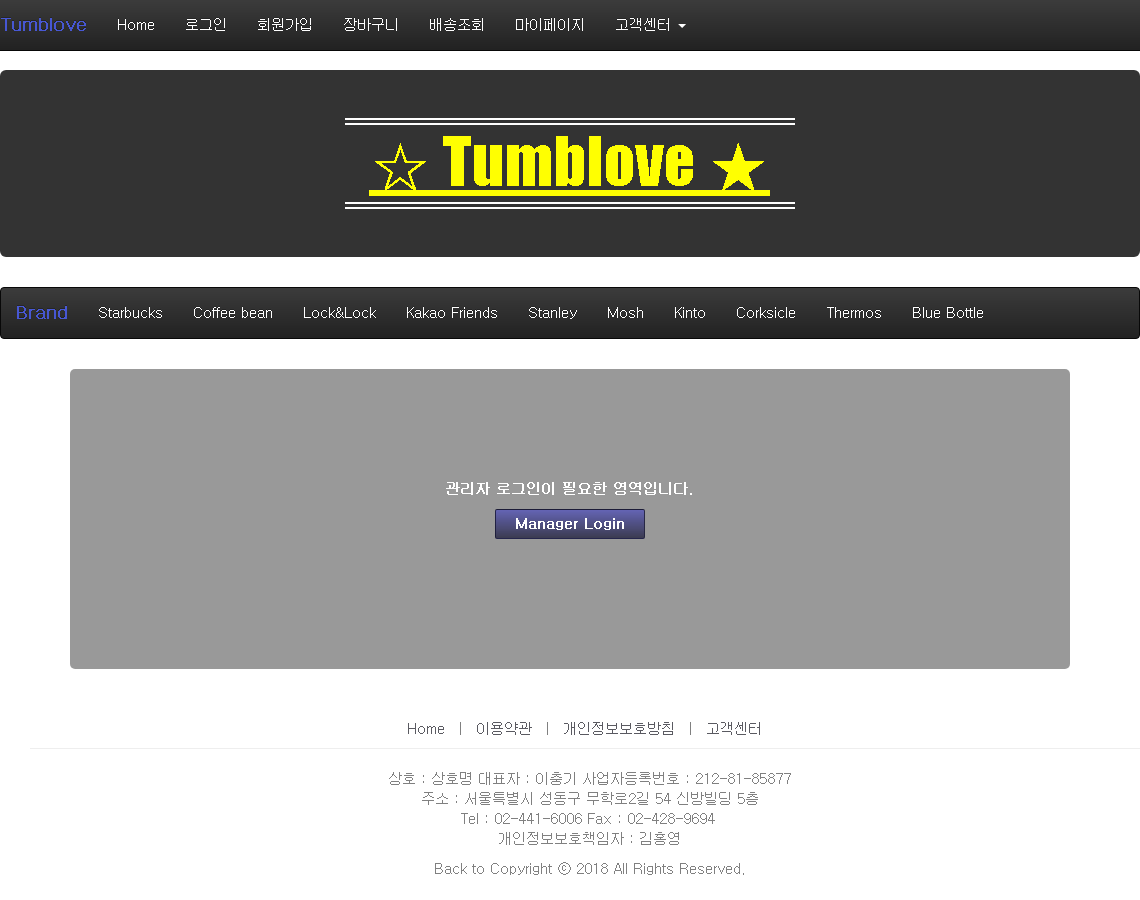 Tumblove Home 로그인 회원가입 장바구니 배송조회 마이페이지 고객센터
☆ Tumblove ★
Brand Starbucks Coffee bean Lock&Lock Kakao Friends Stanley Mosh Kinto Corksicle Thermos Blue Bottle
관리자 로그인이 필요한 영역입니다.
Manager Login
Home | 이용약관 | 개인정보보호방침 | 고객센터
상호 : 상호명 대표자 : 이충기 사업자등록번호 : 212-81-85877
주소 : 서울특별시 성동구 무학로2길 54 신방빌딩 5층
Tel : 02-441-6006 Fax : 02-428-9694
개인정보보호책임자 : 김홍영
Back to Copyright ⓒ 2018 All Rights Reserved.